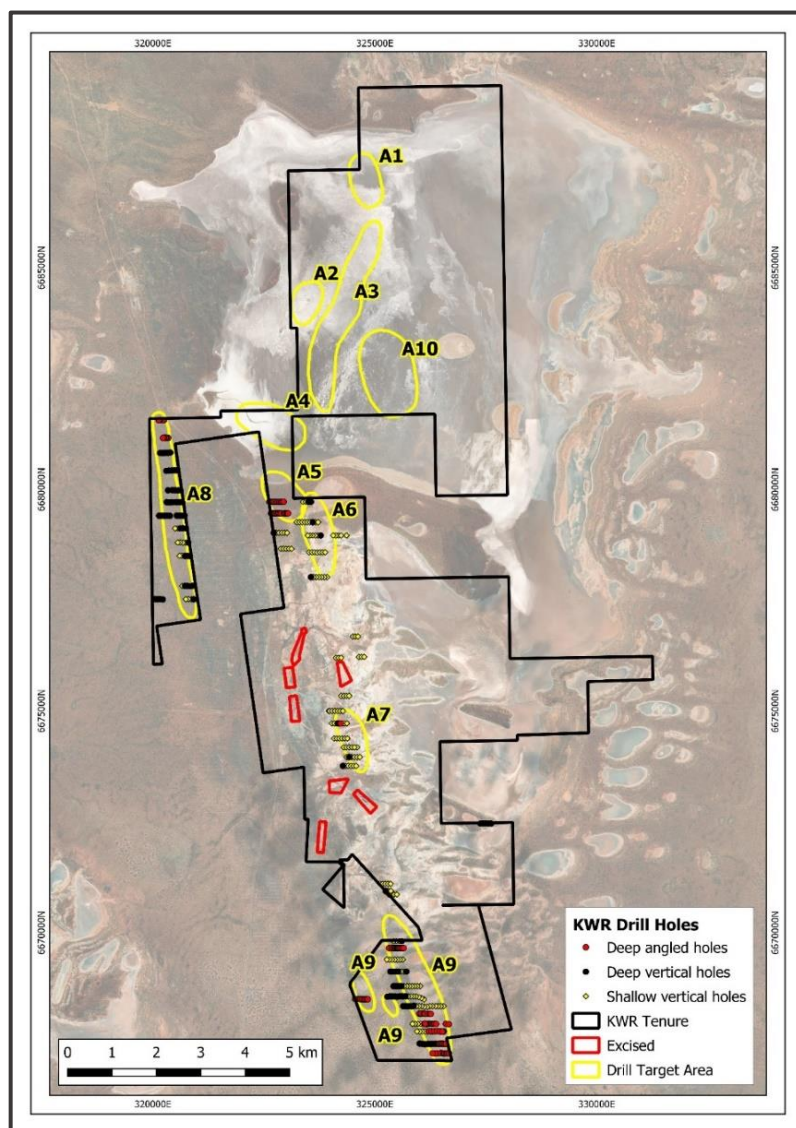 320000E 325000E 330000E
A1
6685000N
6685000N
A2
A3
A10
A4
6680000N
6680000N
A5
A8
A6
6675000N
6675000N
A7
6670000N
6670000N
KWR Drill Holes
Deep angled holes
Deep vertical holes
Shallow vertical holes
KWR Tenure
Excised
Drill Target Area
A9
A9
A9
0 1 2 3 4 5 km
320000E 325000E 330000E